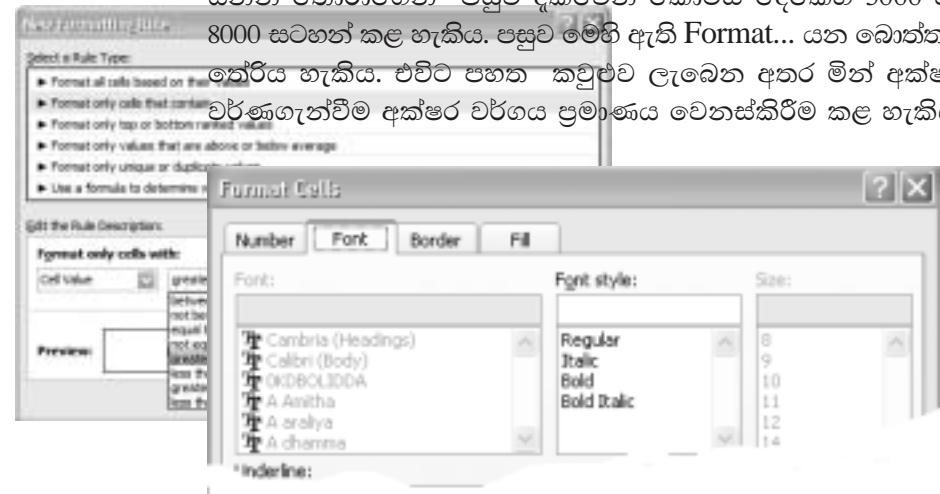 8000 සටහන් කළ හැකිය. පසුව මෙහි ඇති Format... යන බොත්ත
තේරිය හැකිය. එවිට පහත කවුළුව ලැබෙන අතර මින් අක්ෂ
වර්ණගැන්වීම අක්ෂර වර්ගය ප්‍රමාණය වෙනස්කිරීම කළ හැකි
New Formatting Rule
Select a Rule Type:
► Format all cells based on their values
► Format only cells that contain
► Format only top or bottom ranked values
► Format only values that are above or below average
► Format only unique or duplicate values
► Use a formula to determine
Edit the Rule Description:
Format only cells with:
Cell Value
Preview:
Format Cells
Number Font Border Fill
Font: Font style: Size:
Cambria (Headings) Regular 8
Calibri (Body) Italic 9
OKDBOLIDDA Bold 10
A Amitha Bold Italic 11
A araliya 12
A dhamma 14
Underline: